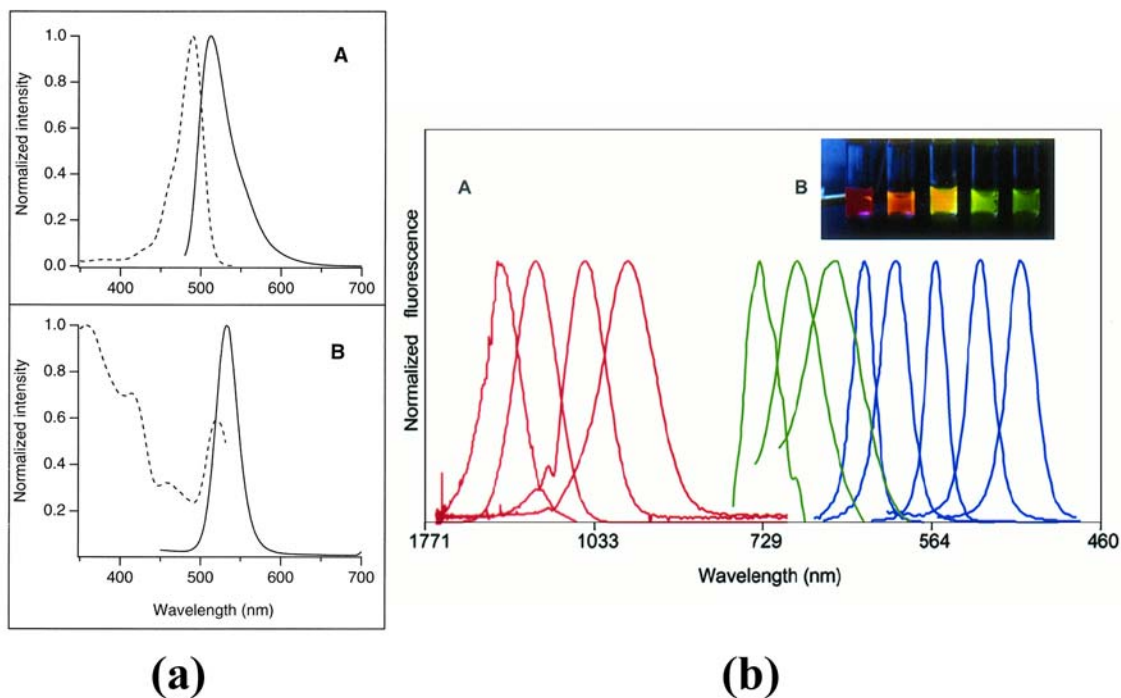 A
Normalized intensity
1.0
0.8
0.6
0.4
0.2
0.0
400 500 600 700
B
Normalized intensity
1.0
0.8
0.6
0.4
0.2
400 500 600 700
Wavelength (nm)
(a)
A
B
Normalized fluorescence
1771 1033 729 564 460
Wavelength (nm)
(b)